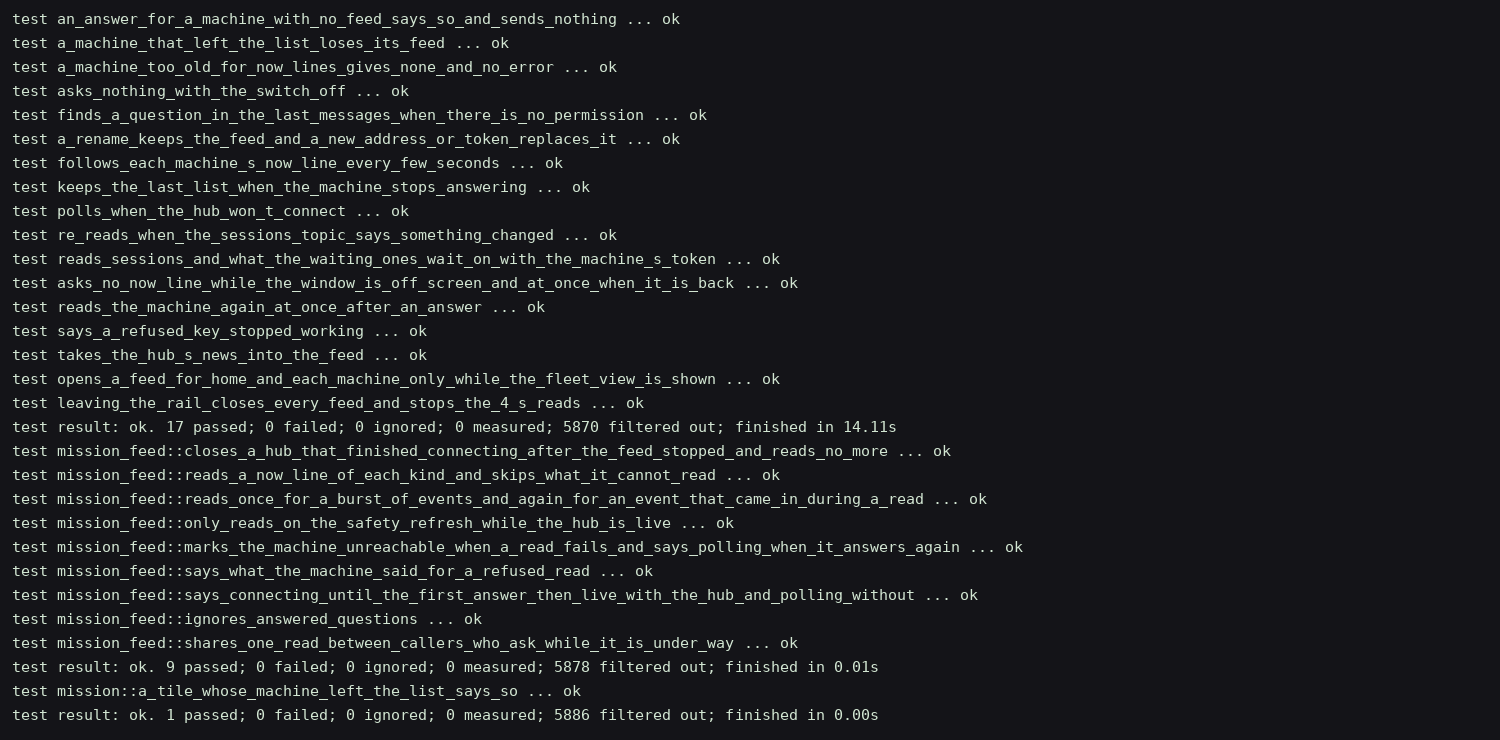 test an_answer_for_a_machine_with_no_feed_says_so_and_sends_nothing ... ok
test a_machine_that_left_the_list_loses_its_feed ... ok
test a_machine_too_old_for_now_lines_gives_none_and_no_error ... ok
test asks_nothing_with_the_switch_off ... ok
test finds_a_question_in_the_last_messages_when_there_is_no_permission ... ok
test a_rename_keeps_the_feed_and_a_new_address_or_token_replaces_it ... ok
test follows_each_machine_s_now_line_every_few_seconds ... ok
test keeps_the_last_list_when_the_machine_stops_answering ... ok
test polls_when_the_hub_won_t_connect ... ok
test re_reads_when_the_sessions_topic_says_something_changed ... ok
test reads_sessions_and_what_the_waiting_ones_wait_on_with_the_machine_s_token ... ok
test asks_no_now_line_while_the_window_is_off_screen_and_at_once_when_it_is_back ... ok
test reads_the_machine_again_at_once_after_an_answer ... ok
test says_a_refused_key_stopped_working ... ok
test takes_the_hub_s_news_into_the_feed ... ok
test opens_a_feed_for_home_and_each_machine_only_while_the_fleet_view_is_shown ... ok
test leaving_the_rail_closes_every_feed_and_stops_the_4_s_reads ... ok
test result: ok. 17 passed; 0 failed; 0 ignored; 0 measured; 5870 filtered out; finished in 14.11s
test mission_feed::closes_a_hub_that_finished_connecting_after_the_feed_stopped_and_reads_no_more ... ok
test mission_feed::reads_a_now_line_of_each_kind_and_skips_what_it_cannot_read ... ok
test mission_feed::reads_once_for_a_burst_of_events_and_again_for_an_event_that_came_in_during_a_read ... ok
test mission_feed::only_reads_on_the_safety_refresh_while_the_hub_is_live ... ok
test mission_feed::marks_the_machine_unreachable_when_a_read_fails_and_says_polling_when_it_answers_again ... ok
test mission_feed::says_what_the_machine_said_for_a_refused_read ... ok
test mission_feed::says_connecting_until_the_first_answer_then_live_with_the_hub_and_polling_without ... ok
test mission_feed::ignores_answered_questions ... ok
test mission_feed::shares_one_read_between_callers_who_ask_while_it_is_under_way ... ok
test result: ok. 9 passed; 0 failed; 0 ignored; 0 measured; 5878 filtered out; finished in 0.01s
test mission::a_tile_whose_machine_left_the_list_says_so ... ok
test result: ok. 1 passed; 0 failed; 0 ignored; 0 measured; 5886 filtered out; finished in 0.00s